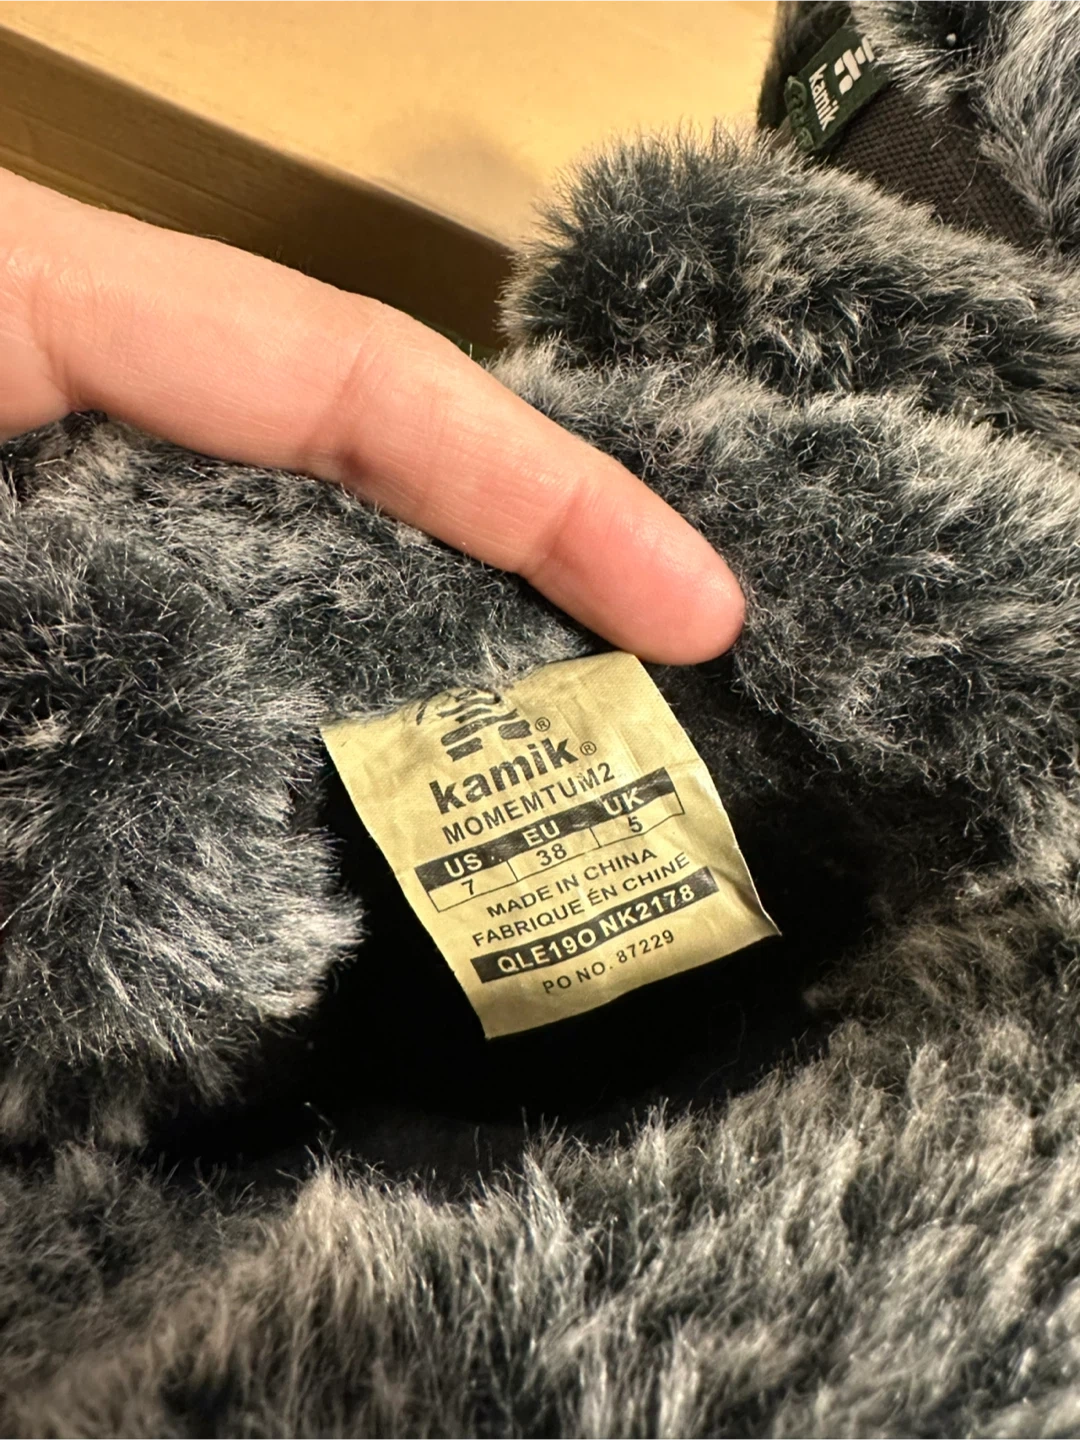 kamik
®
kamik®
MOMEMTUM2
US EU UK
7 38 5
MADE IN CHINA
FABRIQUE ÉN CHINE
QLE19O NK2178
PO NO. 87229